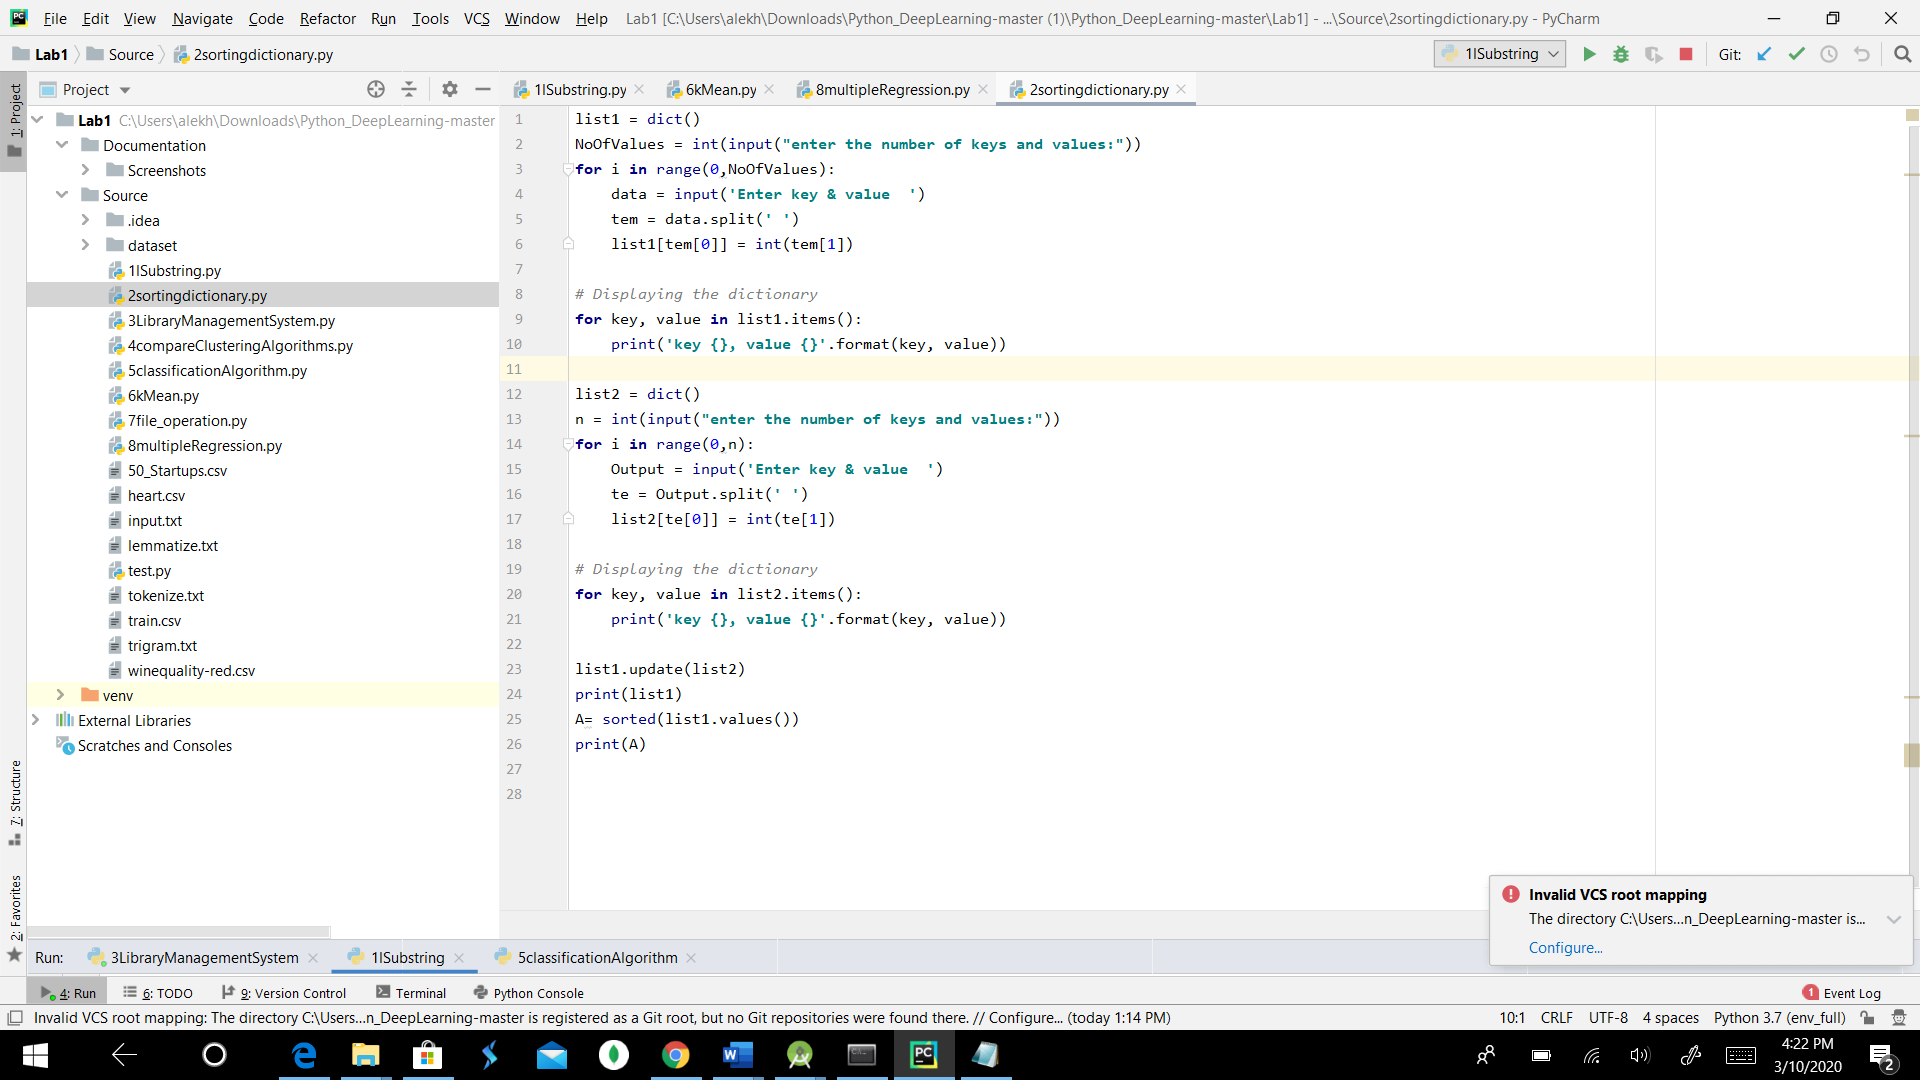 File Edit View Navigate Code Refactor Run Tools VCS Window Help Lab1 [C:\Users\alekh\Downloads\Python_DeepLearning-master (1)\Python_DeepLearning-master\Lab1] - ...\Source\2sortingdictionary.py - PyCharm
Lab1 Source 2sortingdictionary.py 1ISubstring Git:
1: Project
Project
1ISubstring.py 6kMean.py 8multipleRegression.py 2sortingdictionary.py
Lab1 C:\Users\alekh\Downloads\Python_DeepLearning-master
Documentation
Screenshots
Source
.idea
dataset
1ISubstring.py
2sortingdictionary.py
3LibraryManagementSystem.py
4compareClusteringAlgorithms.py
5classificationAlgorithm.py
6kMean.py
7file_operation.py
8multipleRegression.py
50_Startups.csv
heart.csv
input.txt
lemmatize.txt
test.py
tokenize.txt
train.csv
trigram.txt
winequality-red.csv
venv
External Libraries
Scratches and Consoles
7: Structure
2: Favorites
1 list1 = dict()
2 NoOfValues = int(input("enter the number of keys and values:"))
3 for i in range(0,NoOfValues):
4     data = input('Enter key & value  ')
5     tem = data.split(' ')
6     list1[tem[0]] = int(tem[1])
7
8 # Displaying the dictionary
9 for key, value in list1.items():
10     print('key {}, value {}'.format(key, value))
11
12 list2 = dict()
13 n = int(input("enter the number of keys and values:"))
14 for i in range(0,n):
15     Output = input('Enter key & value  ')
16     te = Output.split(' ')
17     list2[te[0]] = int(te[1])
18
19 # Displaying the dictionary
20 for key, value in list2.items():
21     print('key {}, value {}'.format(key, value))
22
23 list1.update(list2)
24 print(list1)
25 A= sorted(list1.values())
26 print(A)
27
28
Invalid VCS root mapping
The directory C:\Users...n_DeepLearning-master is...
Configure...
Run: 3LibraryManagementSystem 1ISubstring 5classificationAlgorithm
4: Run 6: TODO 9: Version Control Terminal Python Console 1 Event Log
Invalid VCS root mapping: The directory C:\Users...n_DeepLearning-master is registered as a Git root, but no Git repositories were found there. // Configure... (today 1:14 PM) 10:1 CRLF UTF-8 4 spaces Python 3.7 (env_full)
4:22 PM
3/10/2020
2